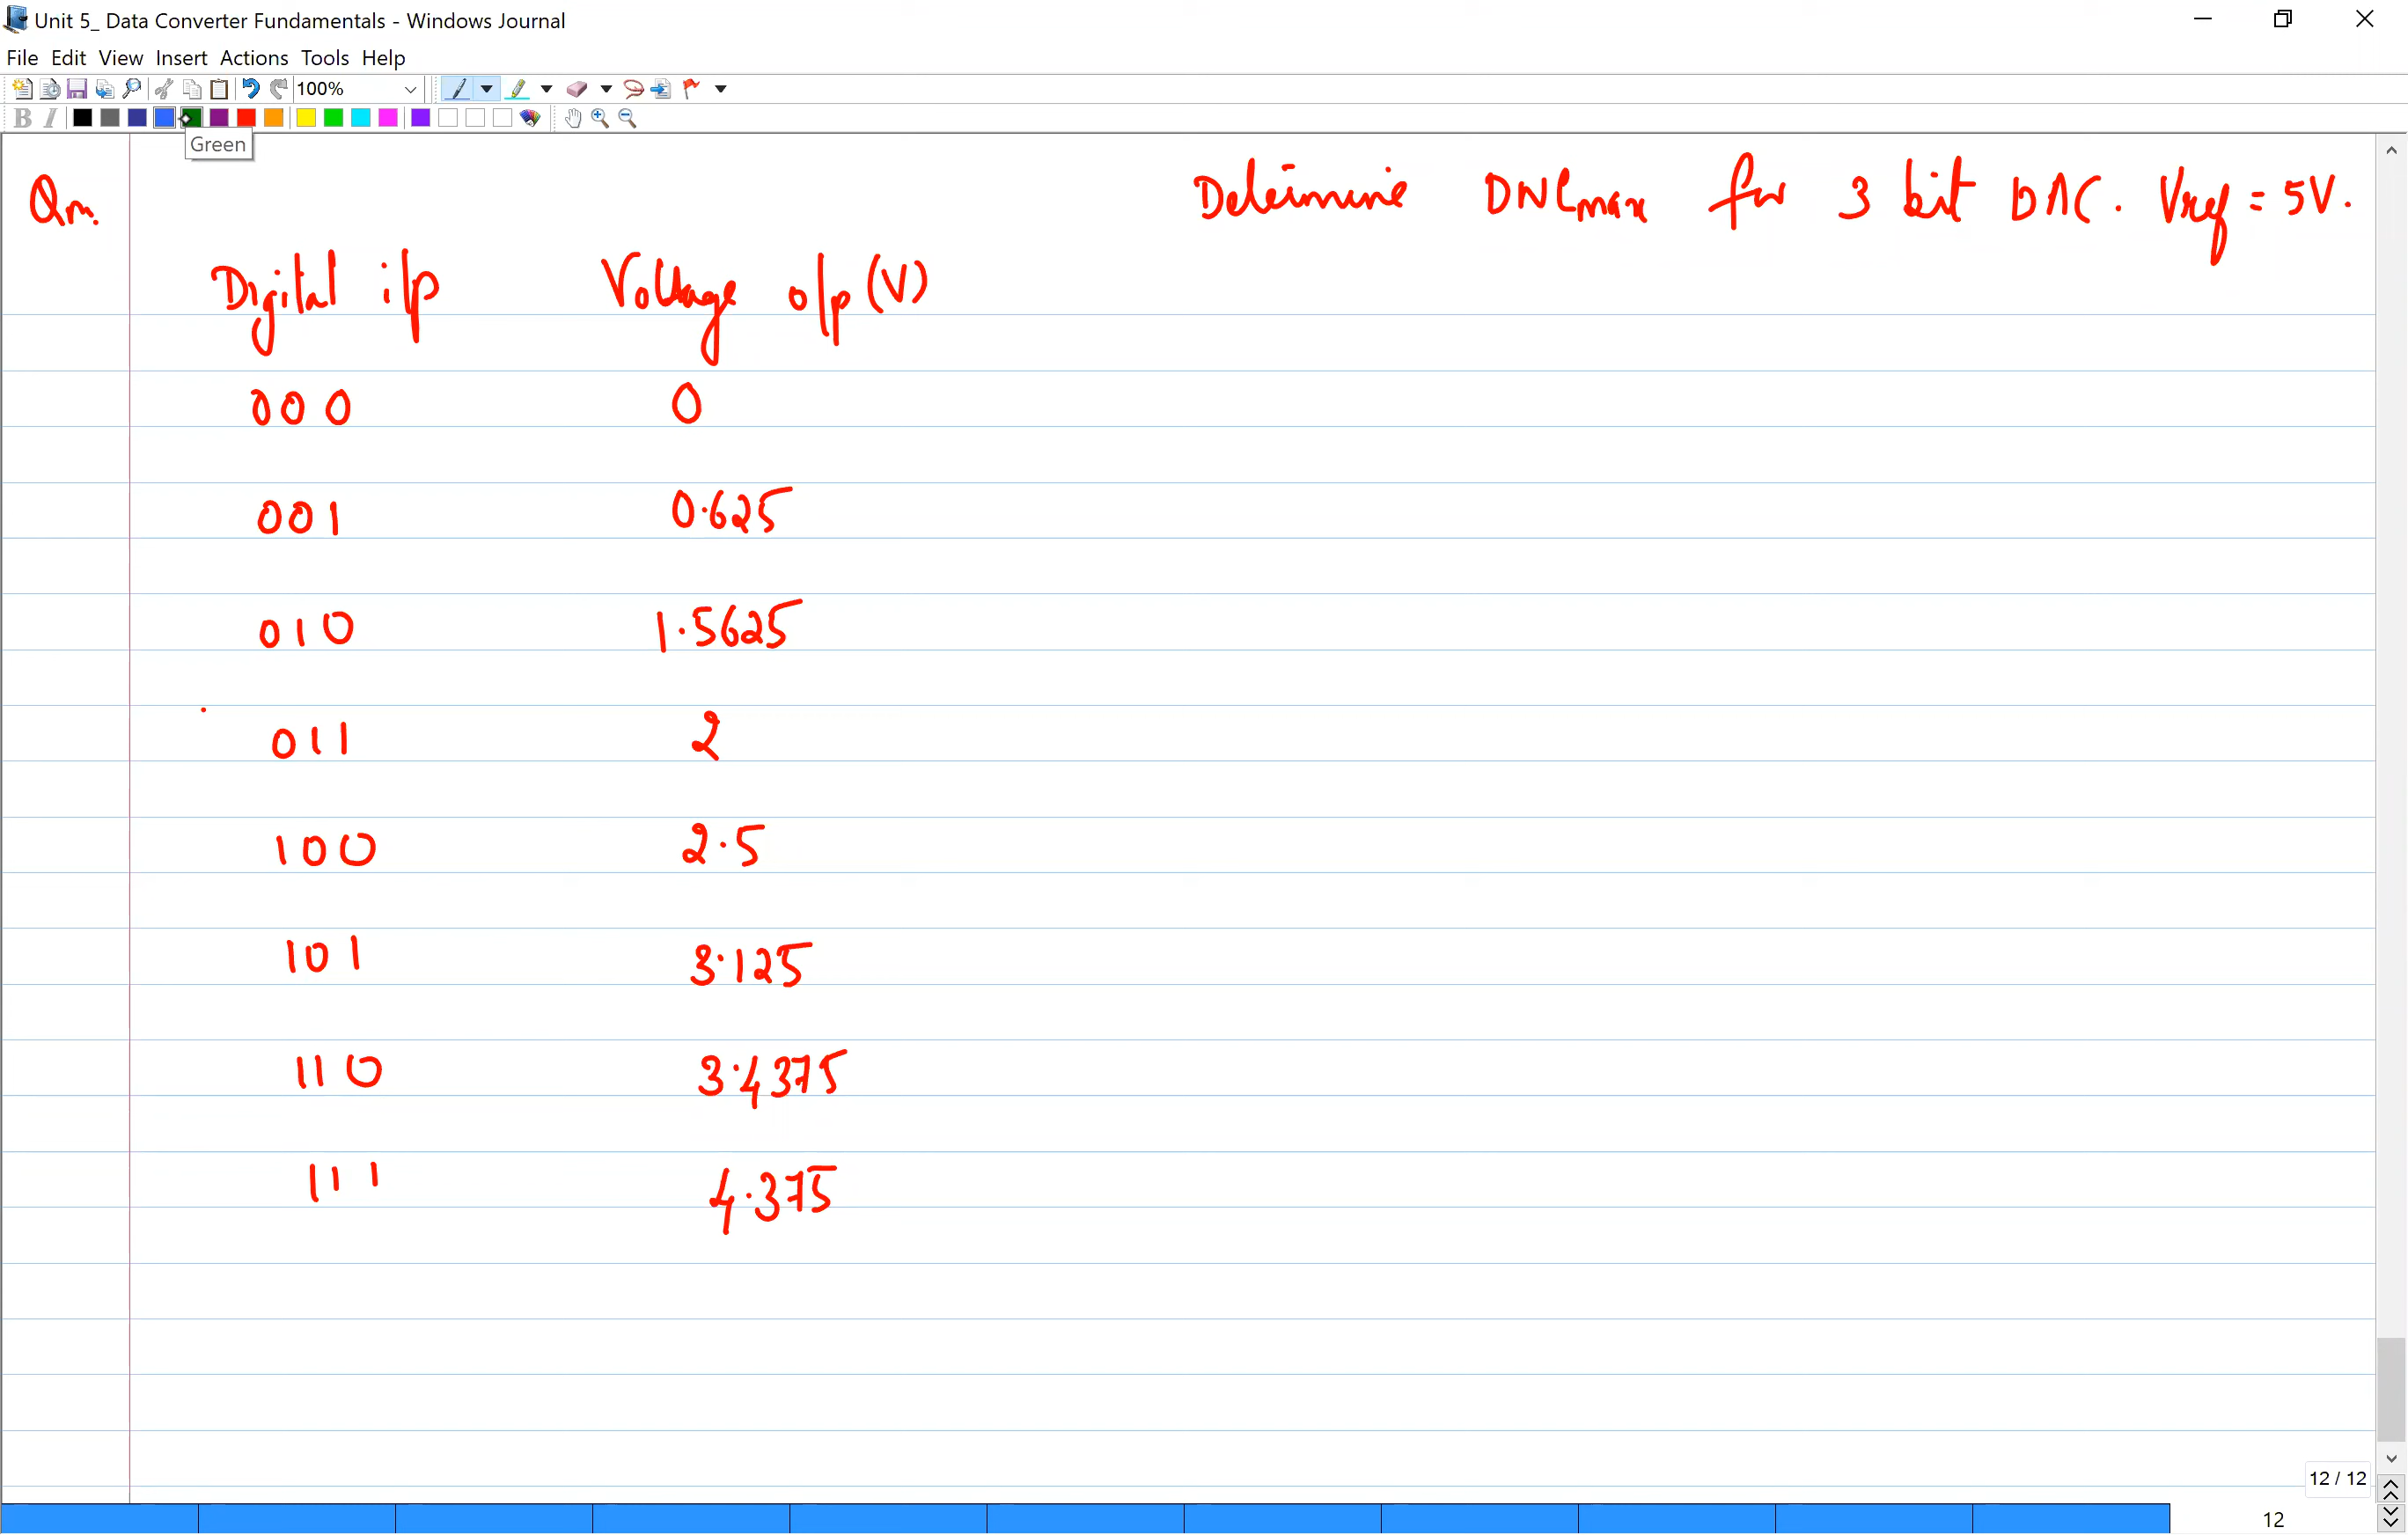 Unit 5_ Data Converter Fundamentals - Windows Journal
File Edit View Insert Actions Tools Help
100%
B I
Green
Qn. Determine DNLmax for 3 bit DAC. Vref = 5V.
Digital i/p Voltage o/p (V)
000 0
001 0.625
010 1.5625
011 2
100 2.5
101 3.125
110 3.4375
111 4.375
12 / 12
12